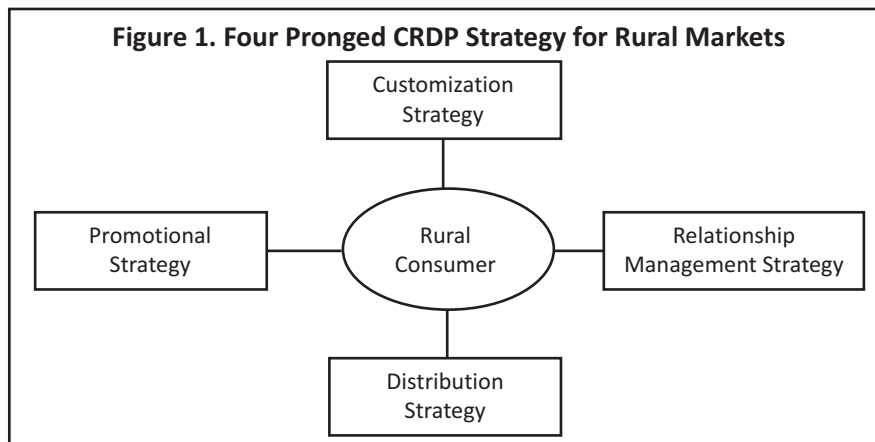 Figure 1. Four Pronged CRDP Strategy for Rural Markets
Customization
Strategy
Promotional
Strategy
Rural
Consumer
Relationship
Management Strategy
Distribution
Strategy